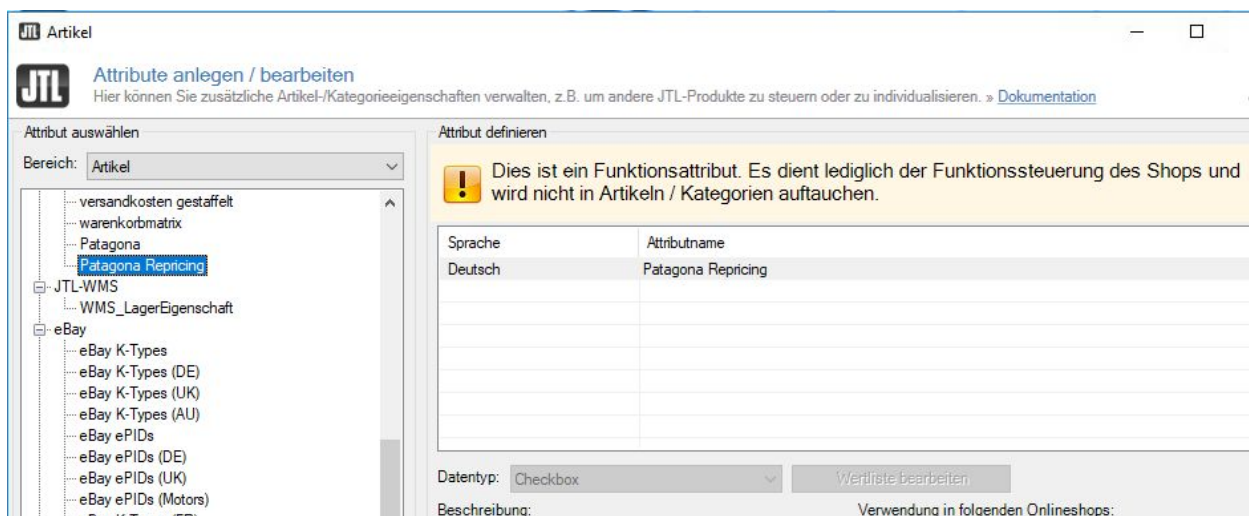 JTL Artikel
JTL
Attribute anlegen / bearbeiten
Hier können Sie zusätzliche Artikel-/Kategorieeigenschaften verwalten, z.B. um andere JTL-Produkte zu steuern oder zu individualisieren. » Dokumentation
Attribut auswählen
Bereich: Artikel
versandkosten gestaffelt
warenkorbmatrix
Patagona
Patagona Repricing
JTL-WMS
WMS_LagerEigenschaft
eBay
eBay K-Types
eBay K-Types (DE)
eBay K-Types (UK)
eBay K-Types (AU)
eBay ePIDs
eBay ePIDs (DE)
eBay ePIDs (UK)
eBay ePIDs (Motors)
Attribut definieren
Dies ist ein Funktionsattribut. Es dient lediglich der Funktionssteuerung des Shops und
wird nicht in Artikeln / Kategorien auftauchen.
Sprache Attributname
Deutsch Patagona Repricing
Datentyp: Checkbox Wertliste bearbeiten
Beschreibung: Verwendung in folgenden Onlineshops: